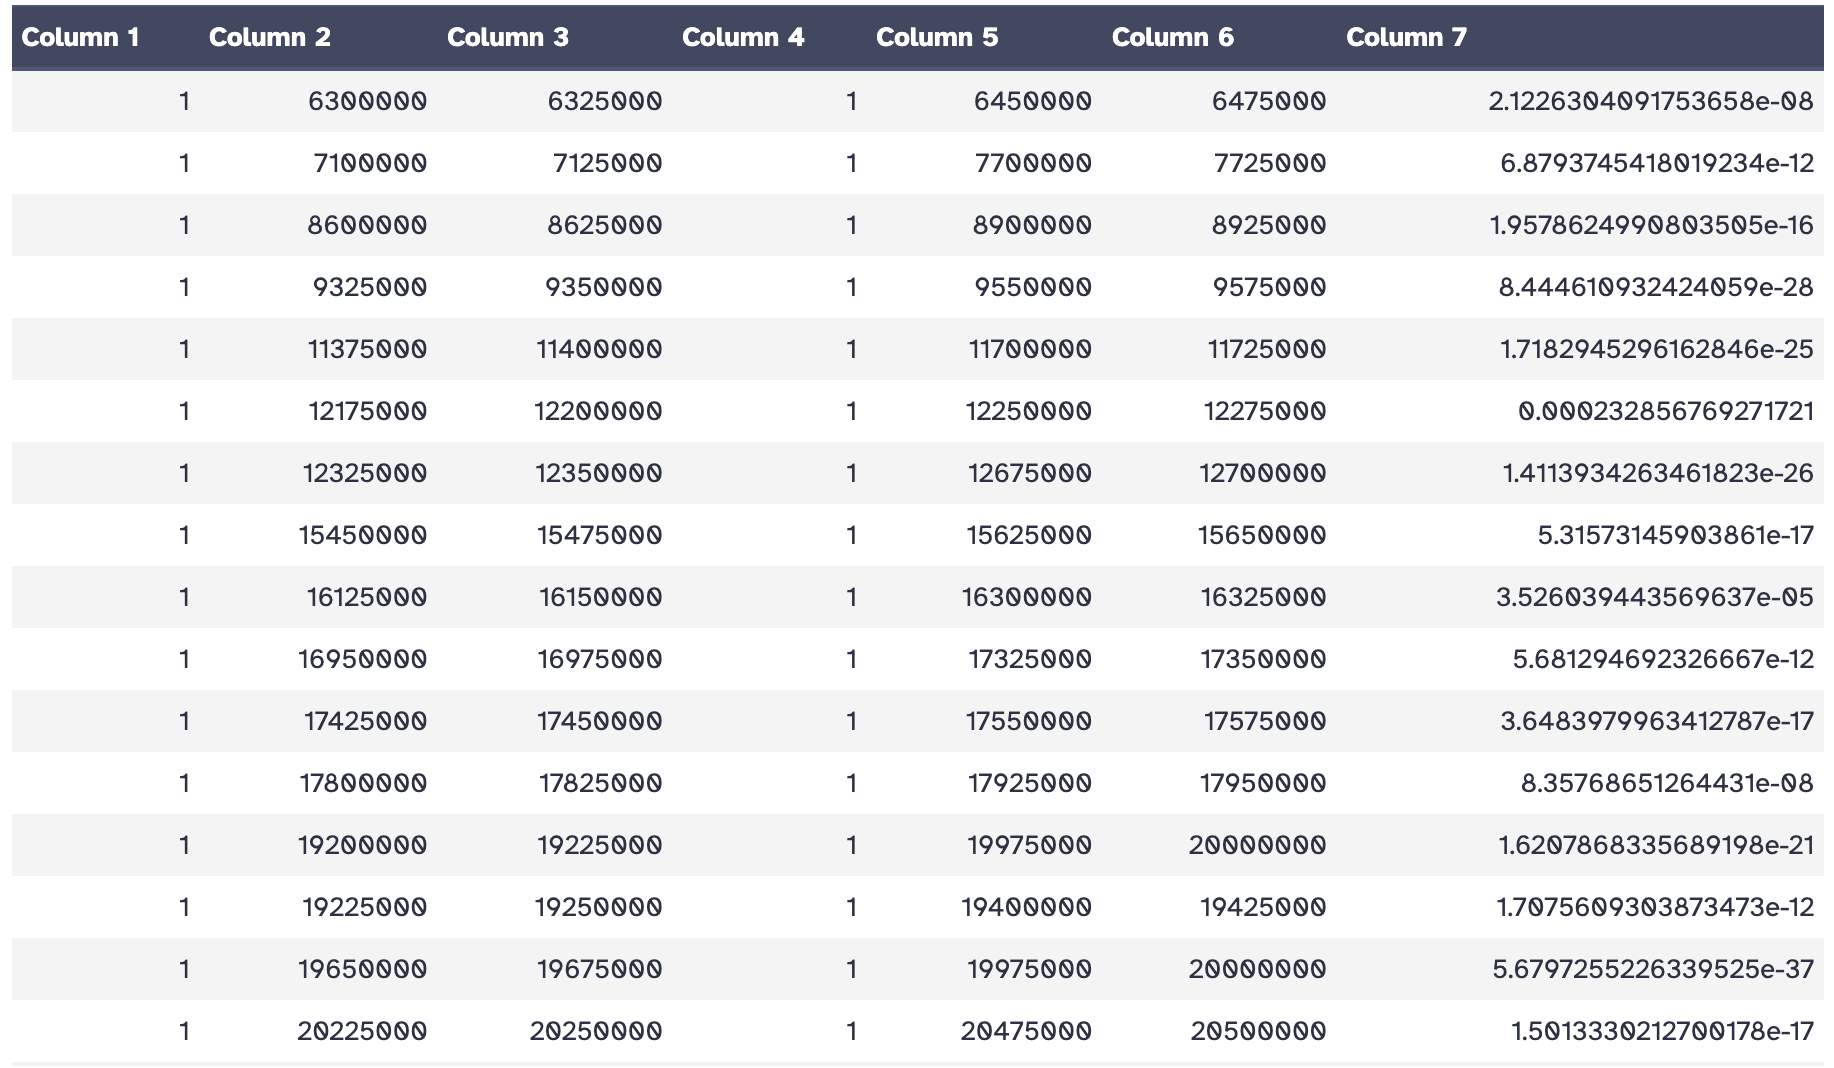 Column 1 Column 2 Column 3 Column 4 Column 5 Column 6 Column 7
1 6300000 6325000 1 6450000 6475000 2.1226304091753658e-08
1 7100000 7125000 1 7700000 7725000 6.8793745418019234e-12
1 8600000 8625000 1 8900000 8925000 1.9578624990803505e-16
1 9325000 9350000 1 9550000 9575000 8.444610932424059e-28
1 11375000 11400000 1 11700000 11725000 1.7182945296162846e-25
1 12175000 12200000 1 12250000 12275000 0.000232856769271721
1 12325000 12350000 1 12675000 12700000 1.4113934263461823e-26
1 15450000 15475000 1 15625000 15650000 5.31573145903861e-17
1 16125000 16150000 1 16300000 16325000 3.526039443569637e-05
1 16950000 16975000 1 17325000 17350000 5.681294692326667e-12
1 17425000 17450000 1 17550000 17575000 3.6483979963412787e-17
1 17800000 17825000 1 17925000 17950000 8.35768651264431e-08
1 19200000 19225000 1 19975000 20000000 1.6207868335689198e-21
1 19225000 19250000 1 19400000 19425000 1.7075609303873473e-12
1 19650000 19675000 1 19975000 20000000 5.6797255226339525e-37
1 20225000 20250000 1 20475000 20500000 1.5013330212700178e-17